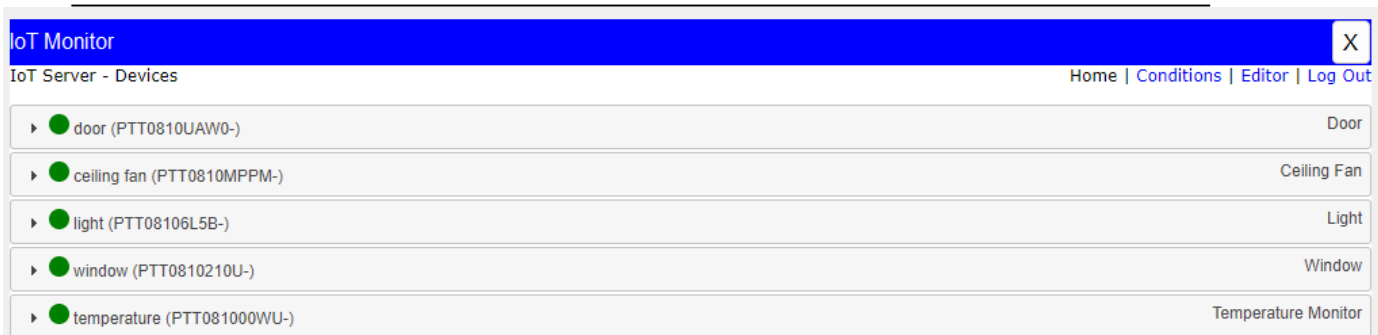 IoT Monitor X
IoT Server - Devices Home | Conditions | Editor | Log Out
door (PTT0810UAW0-) Door
ceiling fan (PTT0810MPPM-) Ceiling Fan
light (PTT08106L5B-) Light
window (PTT0810210U-) Window
temperature (PTT081000WU-) Temperature Monitor